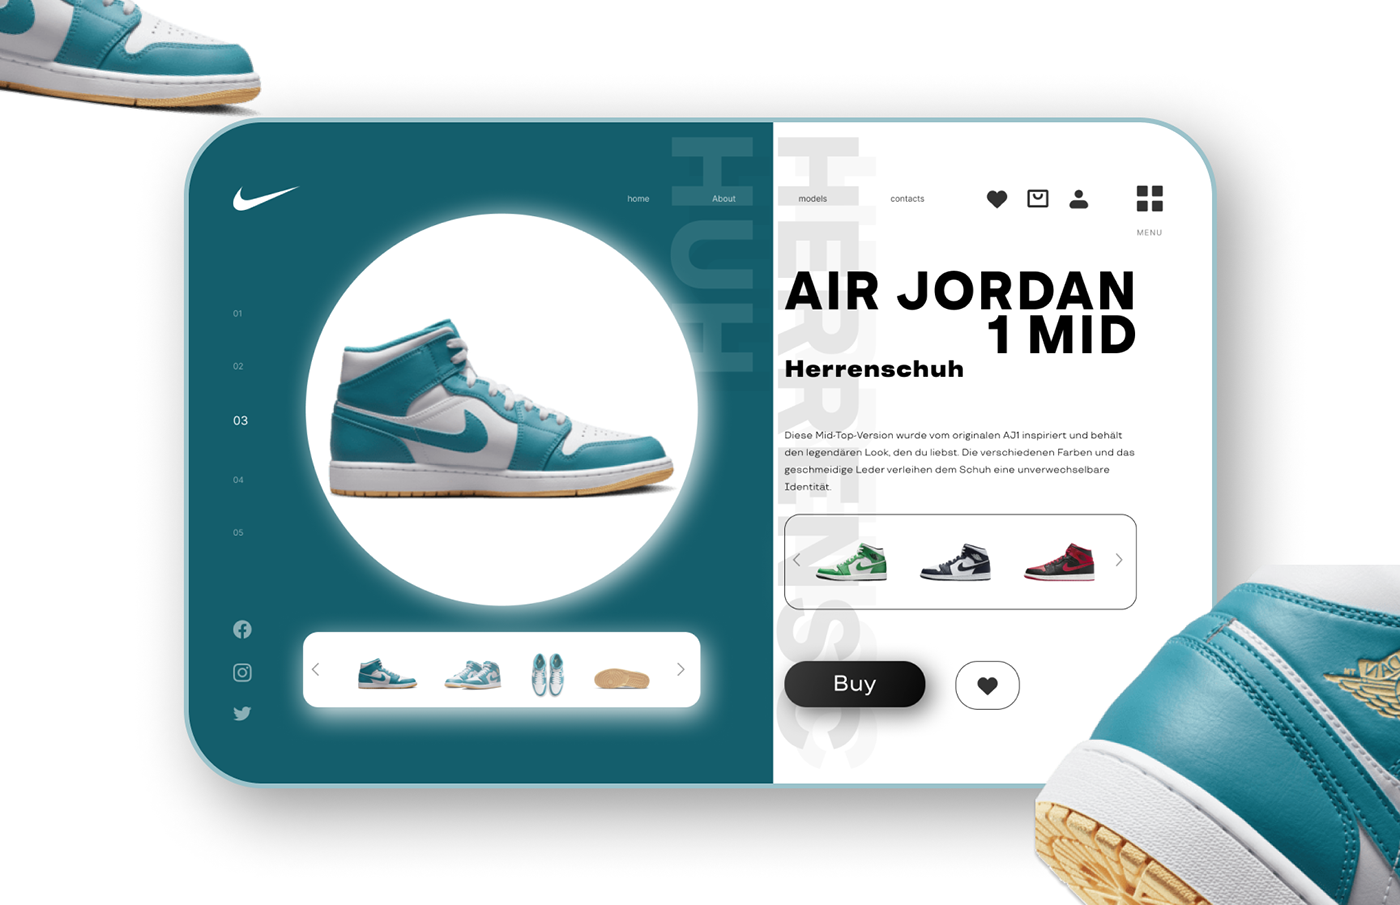 home
About
models
contacts
MENU
HUH
HERRENSC
AIR JORDAN
1 MID
Herrenschuh
01
02
03
04
05
Diese Mid-Top-Version wurde vom originalen AJ1 inspiriert und behält
den legendären Look, den du liebst. Die verschiedenen Farben und das
geschmeidige Leder verleihen dem Schuh eine unverwechselbare
Identität.
Buy